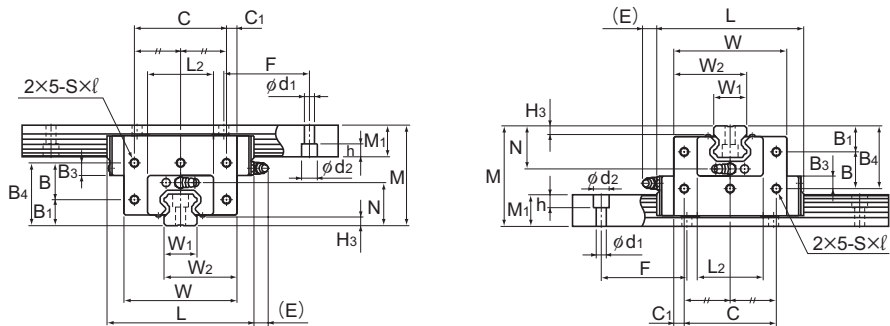 C C1
L2 F
2×5-S×ℓ
φd1
M1
h
φd2
M
B3
B
B4
B1
N
H3
W1
W2
W
L (E)
(E) L
W
W2
W1
H3
N
M
M1
h
φd2
φd1
B1
B3
B
B4
2×5-S×ℓ
F
L2
C1 C